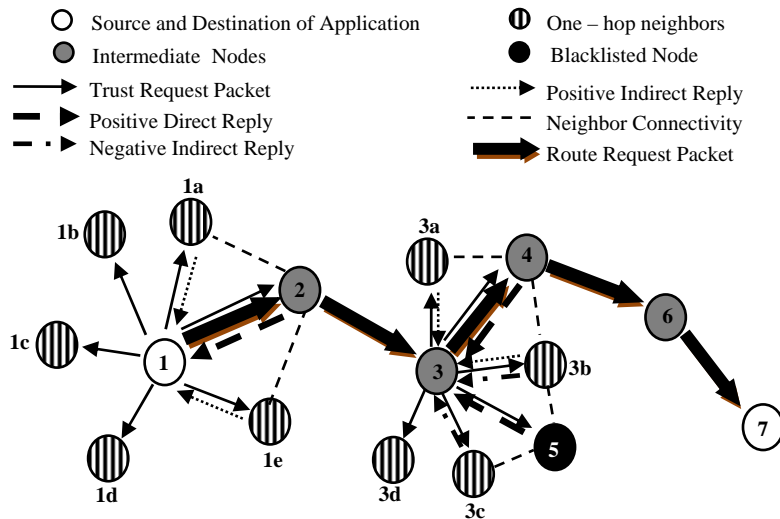 Source and Destination of Application
One – hop neighbors
Intermediate Nodes
Blacklisted Node
Trust Request Packet
Positive Indirect Reply
Positive Direct Reply
Neighbor Connectivity
Negative Indirect Reply
Route Request Packet
1a
1b
3a
4
2
6
1c
1
3
3b
7
5
1e
1d
3d
3c